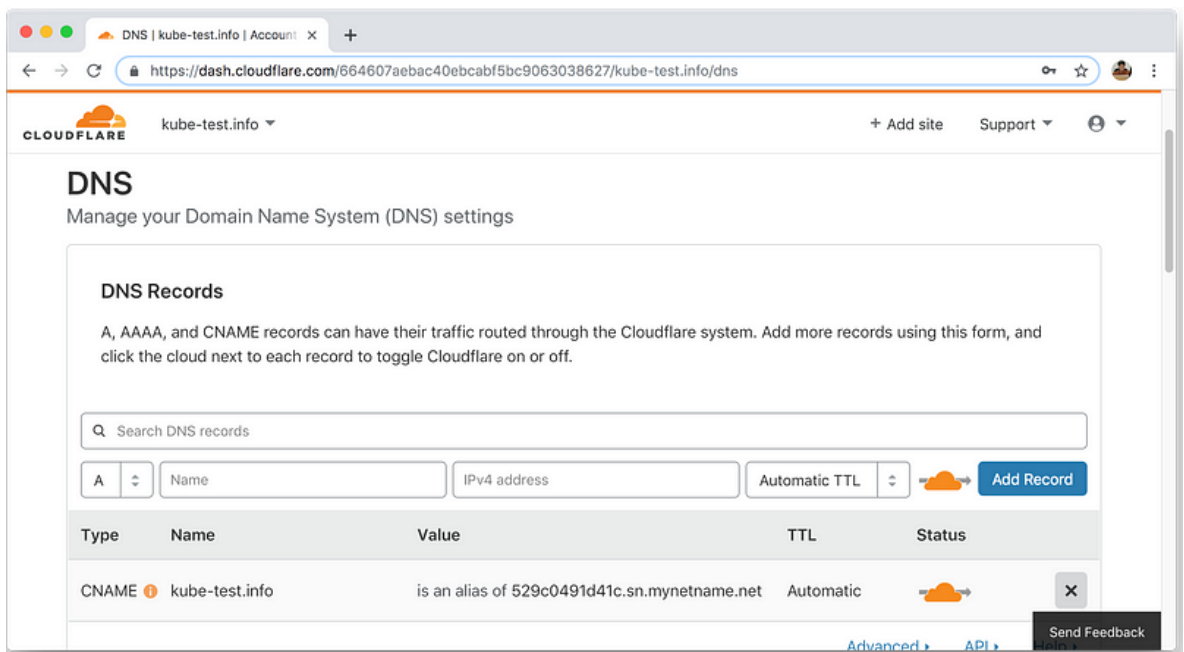 DNS | kube-test.info | Account
https://dash.cloudflare.com/664607aebac40ebcabf5bc9063038627/kube-test.info/dns
CLOUDFLARE
kube-test.info
+ Add site
Support
DNS
Manage your Domain Name System (DNS) settings
DNS Records
A, AAAA, and CNAME records can have their traffic routed through the Cloudflare system. Add more records using this form, and
click the cloud next to each record to toggle Cloudflare on or off.
Search DNS records
A
Name
IPv4 address
Automatic TTL
Add Record
Type Name Value TTL Status
CNAME kube-test.info is an alias of 529c0491d41c.sn.mynetname.net Automatic
Advanced API Help
Send Feedback